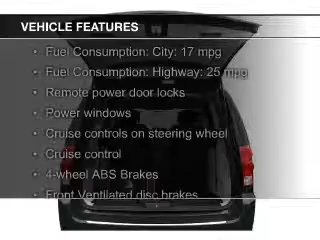 VEHICLE FEATURES
• Fuel Consumption: City: 17 mpg
• Fuel Consumption: Highway: 25 mpg
• Remote power door locks
• Power windows
• Cruise controls on steering wheel
• Cruise control
• 4-wheel ABS Brakes
• Front Ventilated disc brakes